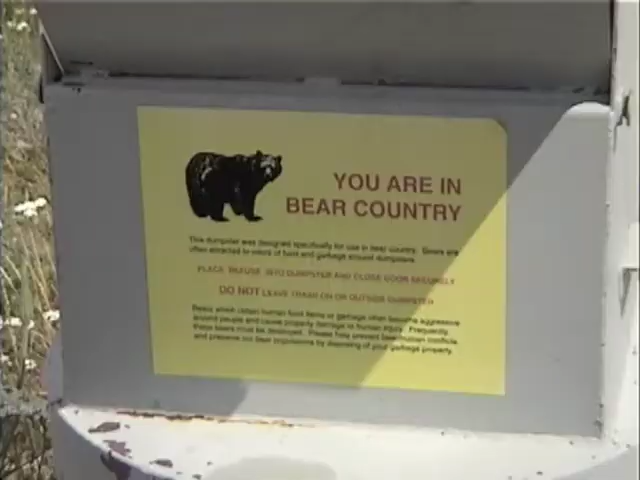 YOU ARE IN
BEAR COUNTRY
This dumpster was designed specifically for use in bear country. Bears are
often attracted to odors of food and garbage around dumpsters.
PLACE REFUSE INTO DUMPSTER AND CLOSE DOOR SECURELY
DO NOT LEAVE TRASH ON OR OUTSIDE DUMPSTER
Bears which obtain human food items or garbage often become aggressive
around people and cause property damage or human injury. Frequently
these bears must be destroyed. Please help prevent bear/human conflicts
and preserve our bear populations by disposing of your garbage properly.